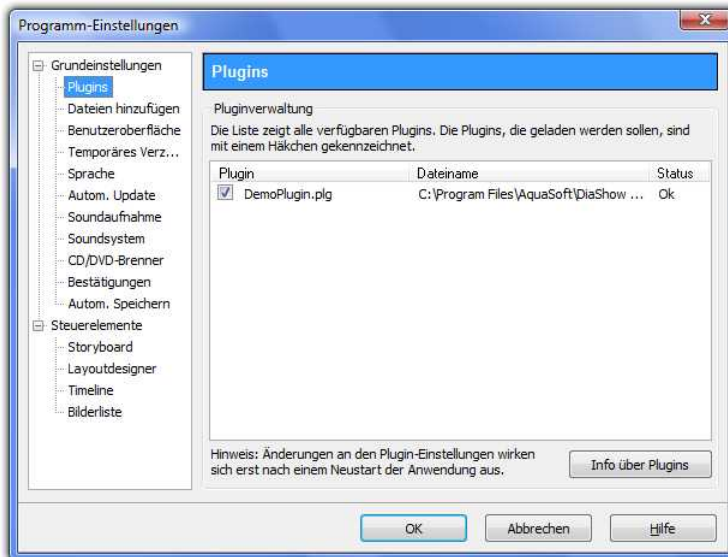 Programm-Einstellungen
Grundeinstellungen
Plugins
Dateien hinzufügen
Benutzeroberfläche
Temporäres Verz...
Sprache
Autom. Update
Soundaufnahme
Soundsystem
CD/DVD-Brenner
Bestätigungen
Autom. Speichern
Steuerelemente
Storyboard
Layoutdesigner
Timeline
Bilderliste
Plugins
Pluginverwaltung
Die Liste zeigt alle verfügbaren Plugins. Die Plugins, die geladen werden sollen, sind
mit einem Häkchen gekennzeichnet.
Plugin Dateiname Status
DemoPlugin.plg C:\Program Files\AquaSoft\DiaShow ... Ok
Hinweis: Änderungen an den Plugin-Einstellungen wirken
sich erst nach einem Neustart der Anwendung aus.
Info über Plugins
OK Abbrechen Hilfe